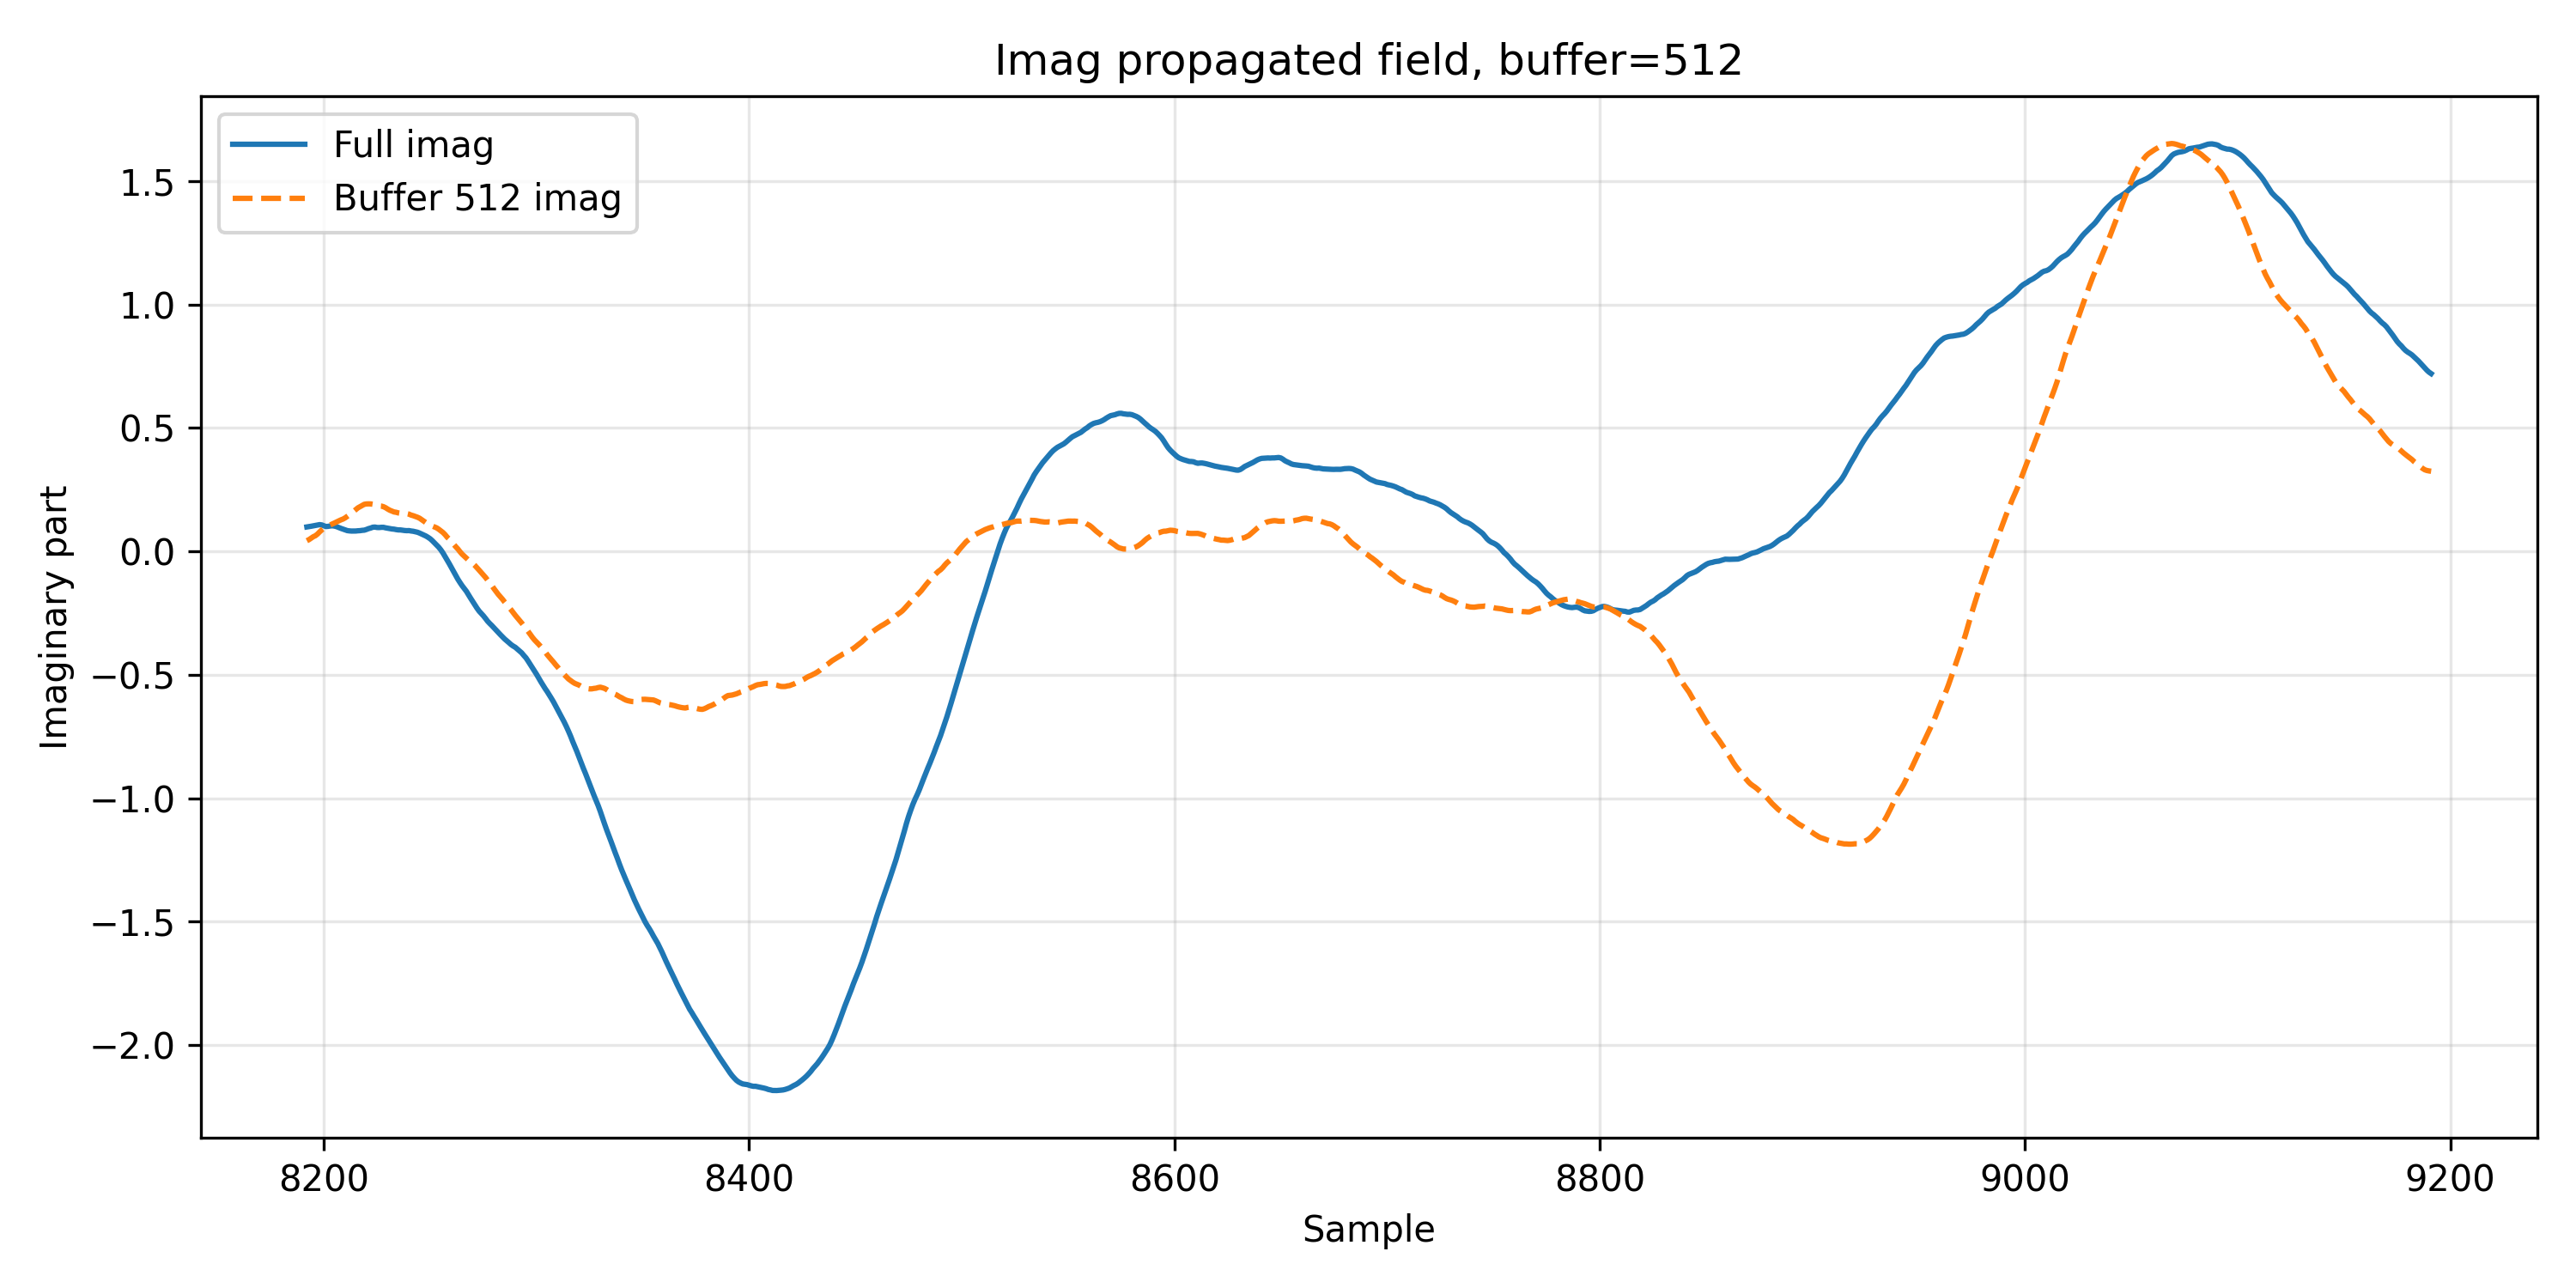 Imag propagated field, buffer=512
Full imag
Buffer 512 imag
Imaginary part
1.5
1.0
0.5
0.0
−0.5
−1.0
−1.5
−2.0
8200 8400 8600 8800 9000 9200
Sample